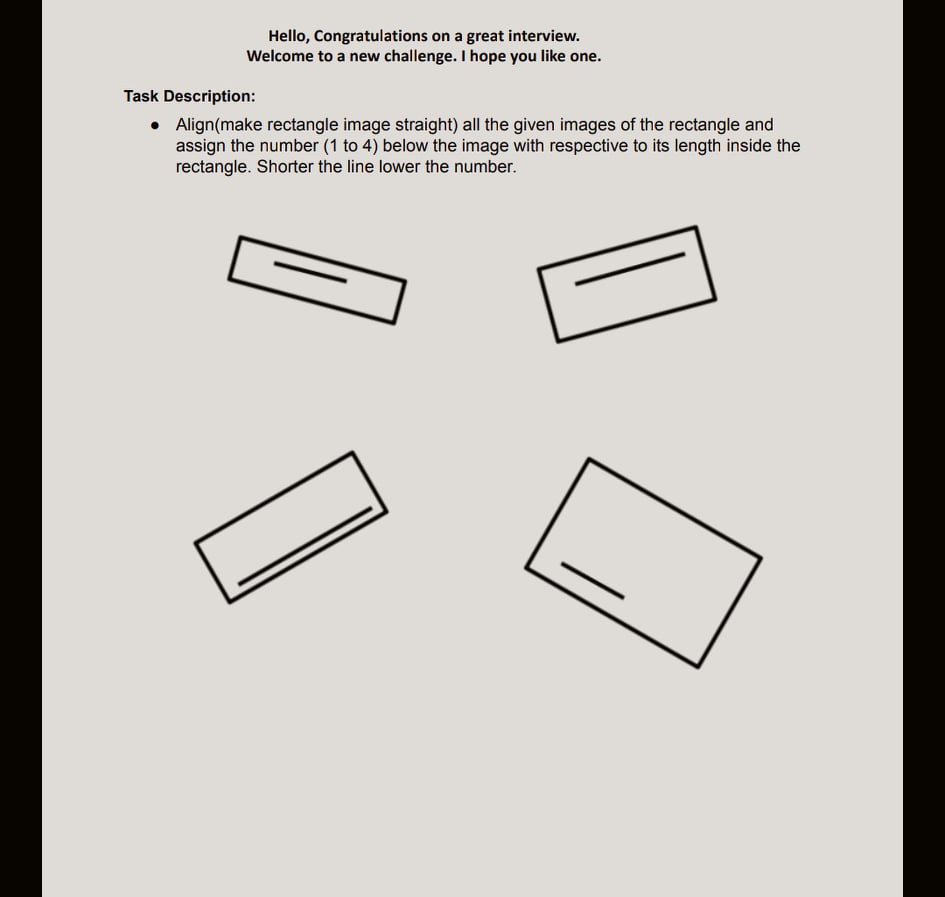 Hello, Congratulations on a great interview.
Welcome to a new challenge. I hope you like one.
Task Description:
● Align(make rectangle image straight) all the given images of the rectangle and
assign the number (1 to 4) below the image with respective to its length inside the
rectangle. Shorter the line lower the number.